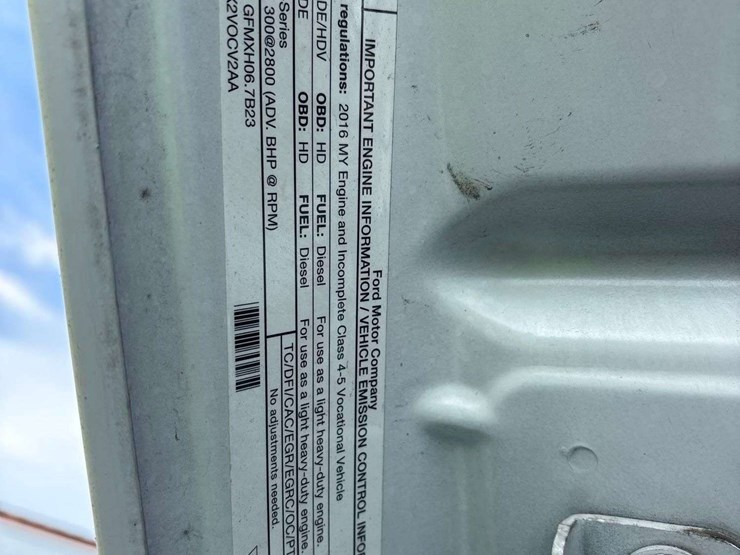 Ford Motor Company
IMPORTANT ENGINE INFORMATION / VEHICLE EMISSION CONTROL INFO
regulations: 2016 MY Engine and Incomplete Class 4-5 Vocational Vehicle
DE/HDV OBD: HD FUEL: Diesel For use as a light heavy-duty engine.
DE OBD: HD FUEL: Diesel For use as a light heavy-duty engine.
Series TC/DFI/CAC/EGR/EGRC/OC/PT
300@2800 (ADV. BHP @ RPM) No adjustments needed.
GFMXH06.7B23
2VOCV2AA